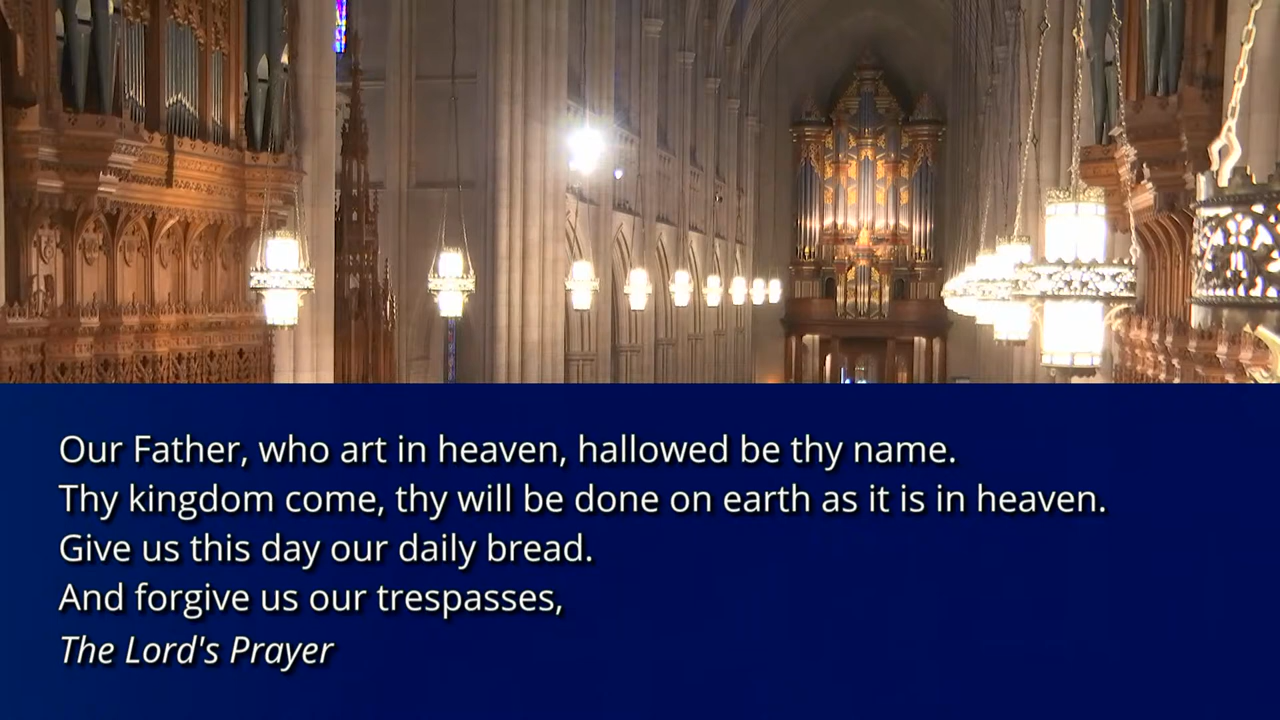 Our Father, who art in heaven, hallowed be thy name.
Thy kingdom come, thy will be done on earth as it is in heaven.
Give us this day our daily bread.
And forgive us our trespasses,
The Lord's Prayer